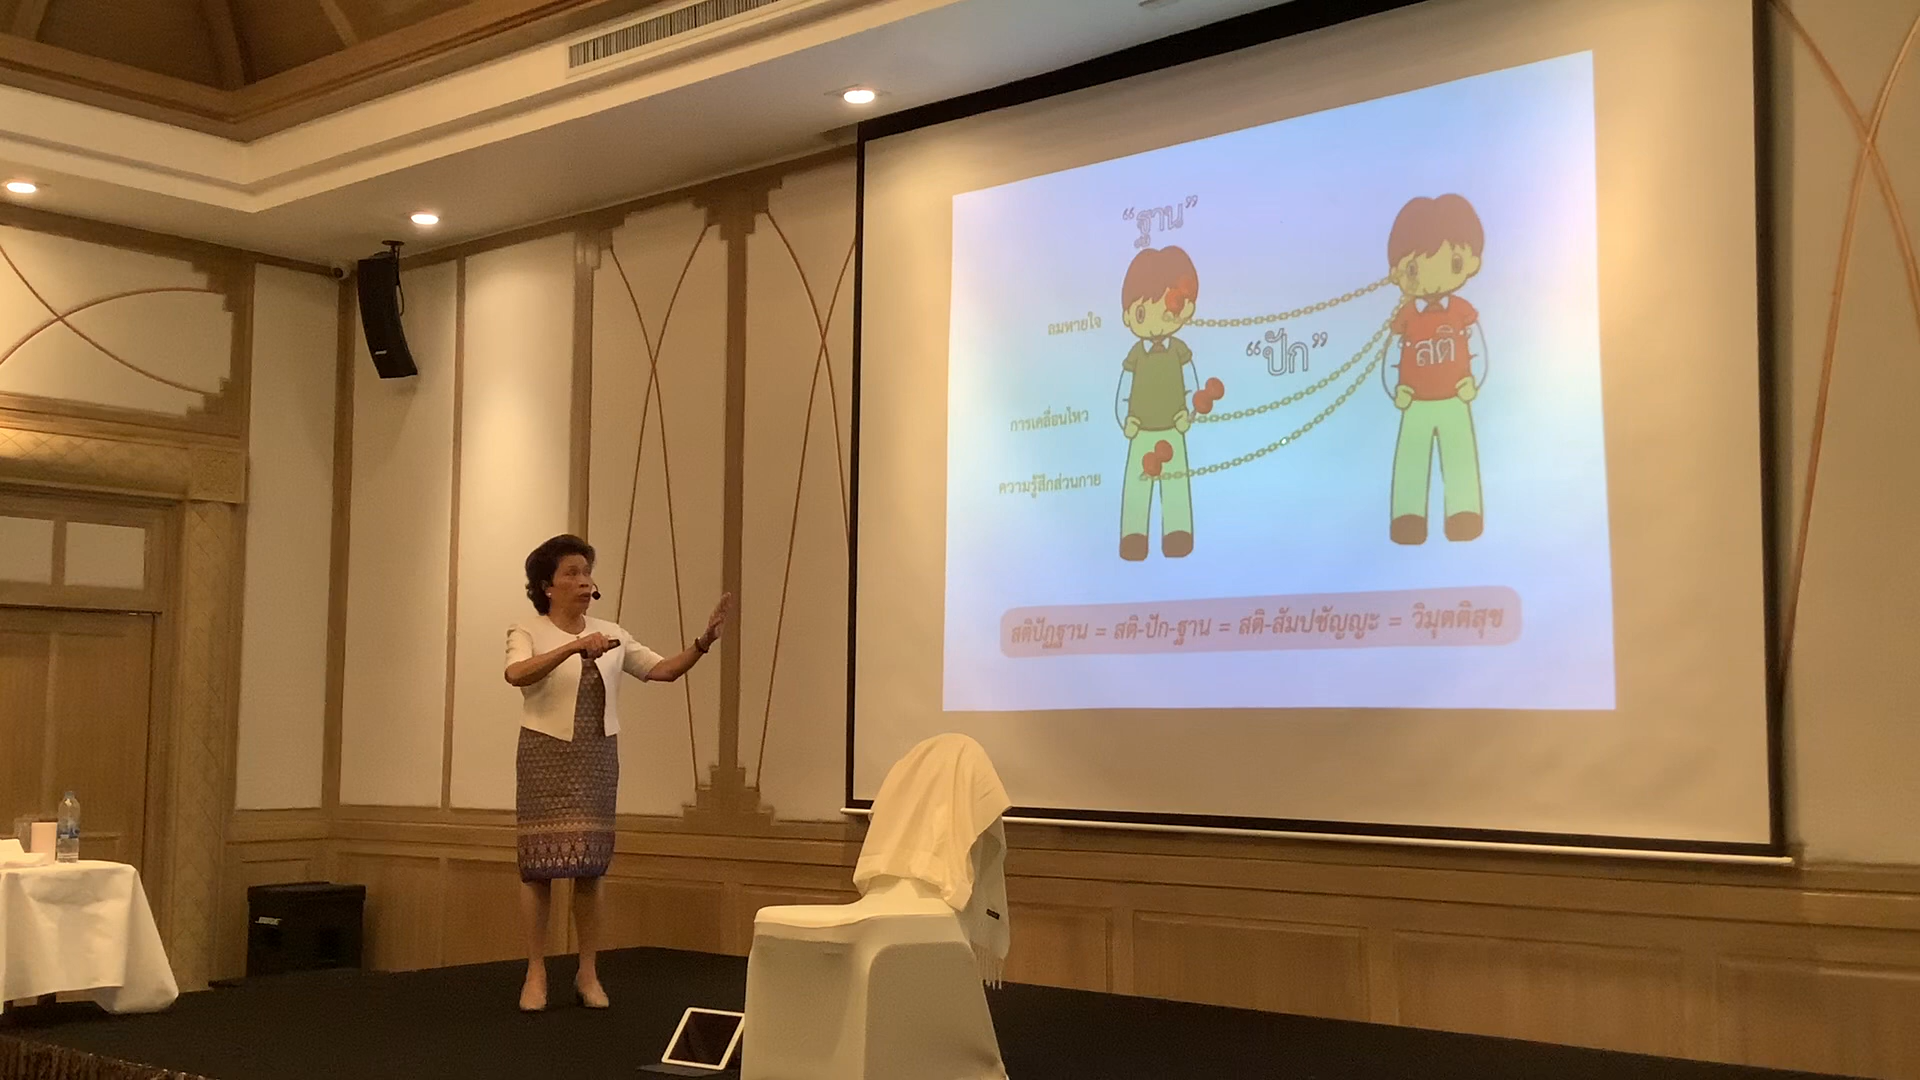 “ฐาน”
ลมหายใจ
“ปัก”
สติ
การเคลื่อนไหว
ความรู้สึกส่วนกาย
สติปัฏฐาน = สติ-ปัก-ฐาน = สติ-สัมปชัญญะ = วิมุตติสุข